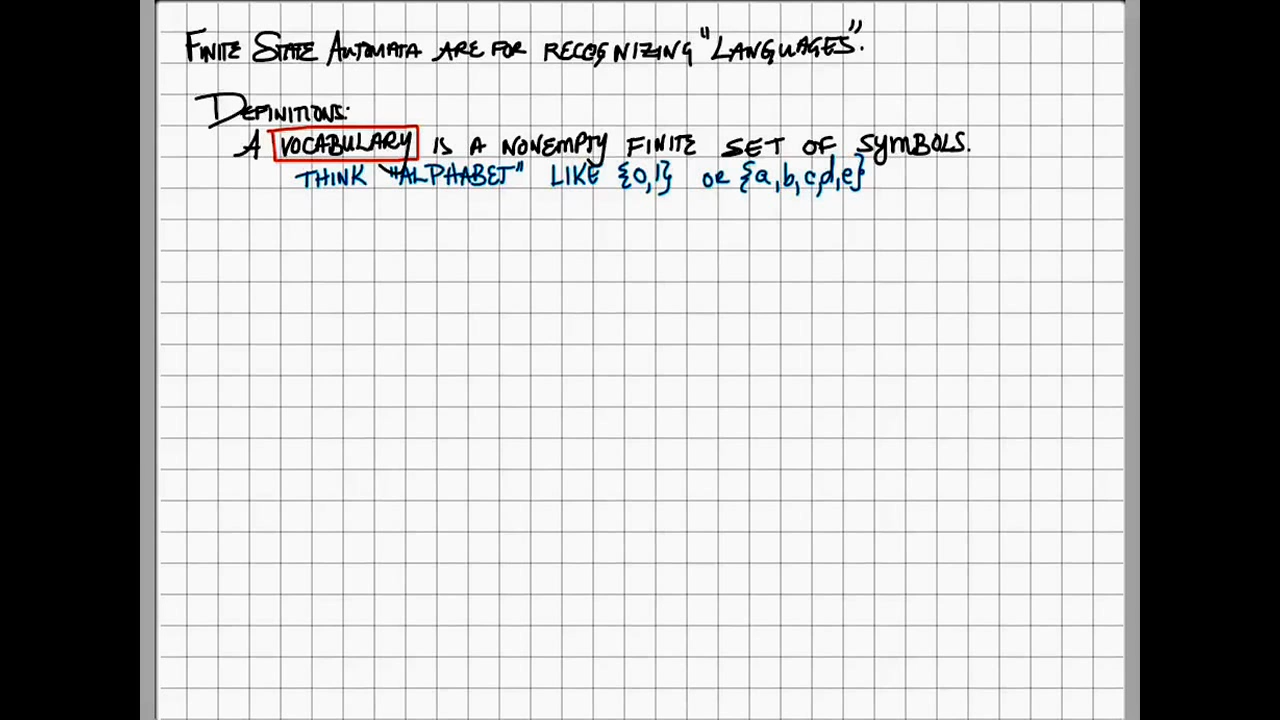 FINITE STATE AUTOMATA ARE FOR RECOGNIZING "LANGUAGES".
DEFINITIONS:
A VOCABULARY IS A NONEMPTY FINITE SET OF SYMBOLS.
THINK "ALPHABET" LIKE {0,1} OR {a,b,c,d,e}